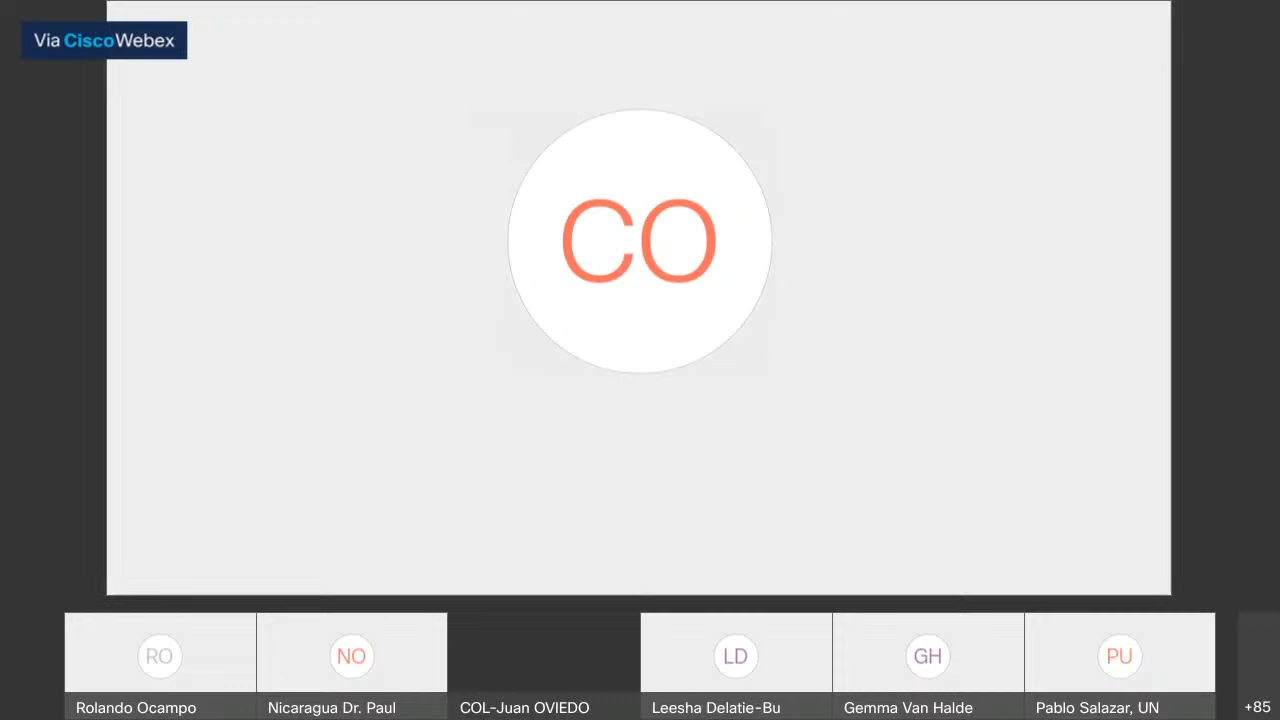 Via CiscoWebex
CO
RO
NO
LD
GH
PU
Rolando Ocampo
Nicaragua Dr. Paul
COL-Juan OVIEDO
Leesha Delatie-Bu
Gemma Van Halde
Pablo Salazar, UN
+85